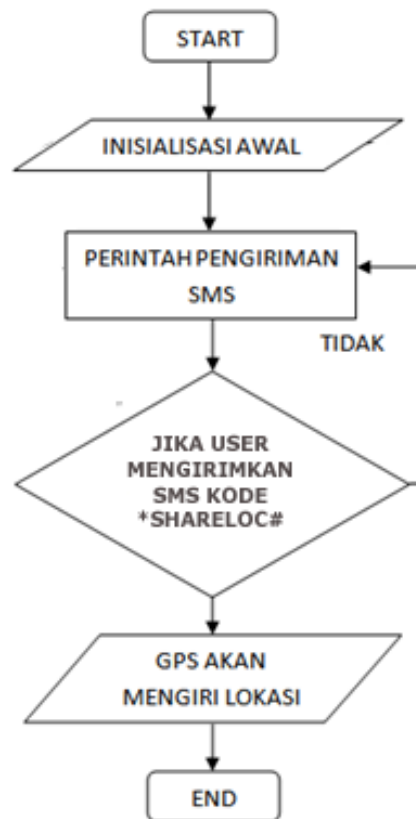 START
INISIALISASI AWAL
PERINTAH PENGIRIMAN
SMS
TIDAK
JIKA USER
MENGIRIMKAN
SMS KODE
*SHARELOC#
GPS AKAN
MENGIRI LOKASI
END